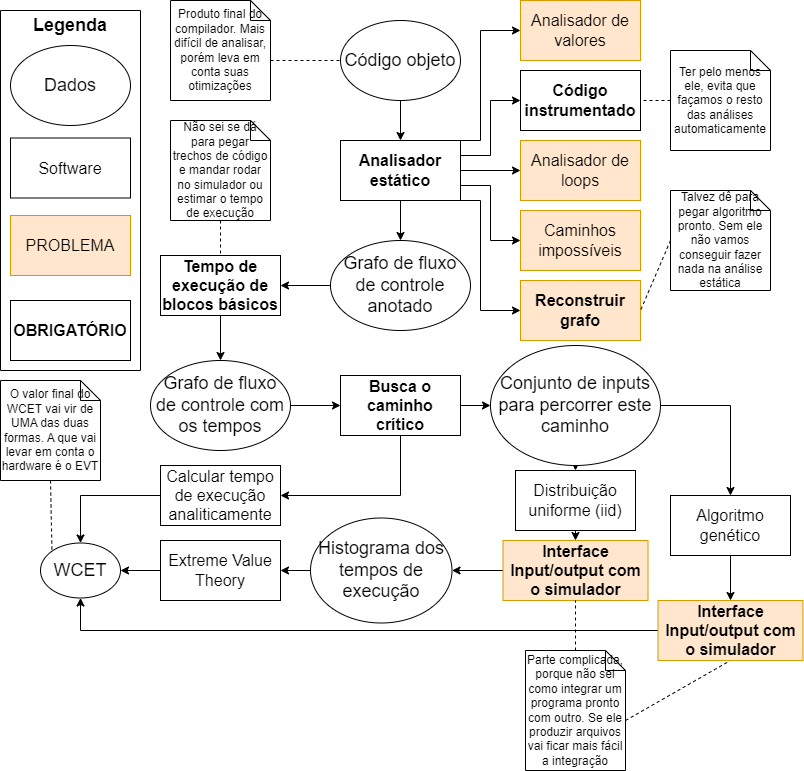 Legenda
Dados
Software
PROBLEMA
OBRIGATÓRIO
Produto final do
compilador. Mais
difícil de analisar,
porém leva em
conta suas
otimizações
Código objeto
Analisador de
valores
Código
instrumentado
Ter pelo menos
ele, evita que
façamos o resto
das análises
automaticamente
Não sei se dá
para pegar
trechos de código
e mandar rodar
no simulador ou
estimar o tempo
de execução
Analisador
estático
Analisador de
loops
Caminhos
impossíveis
Talvez dê para
pegar algoritmo
pronto. Sem ele
não vamos
conseguir fazer
nada na análise
estática
Tempo de
execução de
blocos básicos
Grafo de fluxo
de controle
anotado
Reconstruir
grafo
O valor final do
WCET vai vir de
UMA das duas
formas. A que vai
levar em conta o
hardware é o EVT
Grafo de fluxo
de controle com
os tempos
Busca o
caminho
crítico
Conjunto de inputs
para percorrer este
caminho
Calcular tempo
de execução
analiticamente
Distribuição
uniforme (iid)
Algoritmo
genético
WCET
Extreme Value
Theory
Histograma dos
tempos de
execução
Interface
Input/output com
o simulador
Interface
Input/output com
o simulador
Parte complicada,
porque não sei
como integrar um
programa pronto
com outro. Se ele
produzir arquivos
vai ficar mais fácil
a integração